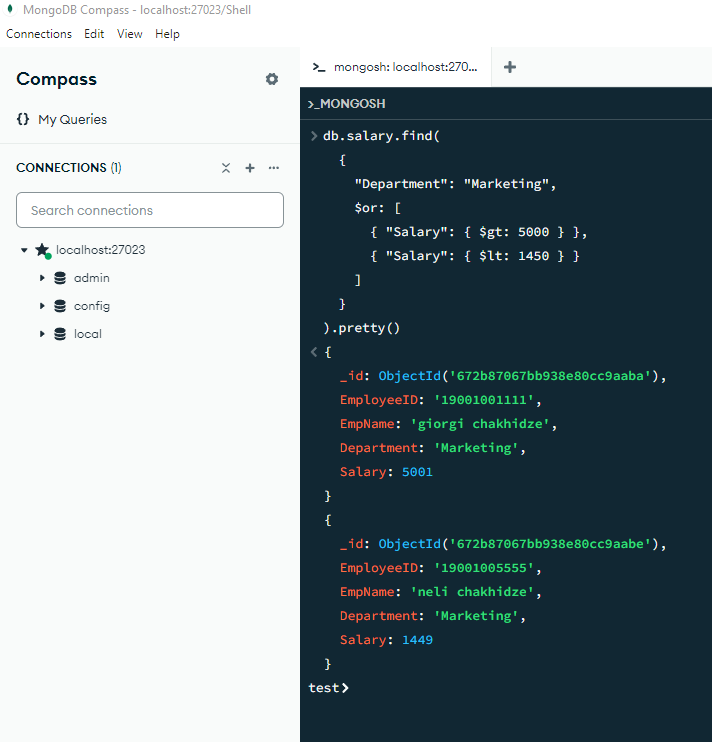 MongoDB Compass - localhost:27023/Shell
Connections Edit View Help
Compass
{} My Queries
CONNECTIONS (1)
Search connections
localhost:27023
admin
config
local
mongosh: localhost:270...
>_MONGOSH
db.salary.find(
{
"Department": "Marketing",
$or: [
{ "Salary": { $gt: 5000 } },
{ "Salary": { $lt: 1450 } }
]
}
).pretty()
{
_id: ObjectId('672b87067bb938e80cc9aaba'),
EmployeeID: '19001001111',
EmpName: 'giorgi chakhidze',
Department: 'Marketing',
Salary: 5001
}
{
_id: ObjectId('672b87067bb938e80cc9aabe'),
EmployeeID: '19001005555',
EmpName: 'neli chakhidze',
Department: 'Marketing',
Salary: 1449
}
test>